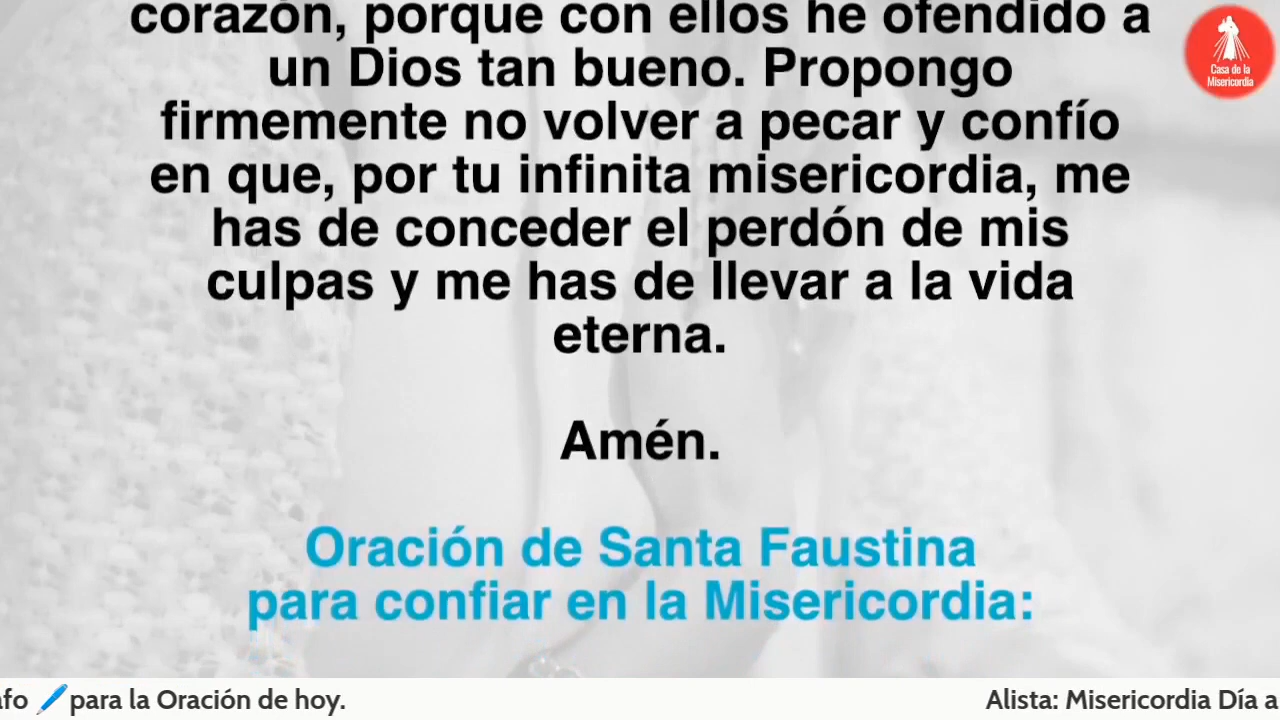 corazón, porque con ellos he ofendido a
un Dios tan bueno. Propongo
firmemente no volver a pecar y confío
en que, por tu infinita misericordia, me
has de conceder el perdón de mis
culpas y me has de llevar a la vida
eterna.
Amén.
Oración de Santa Faustina
para confiar en la Misericordia:
Casa de la
Misericordia
para la Oración de hoy.
Alista: Misericordia Día a